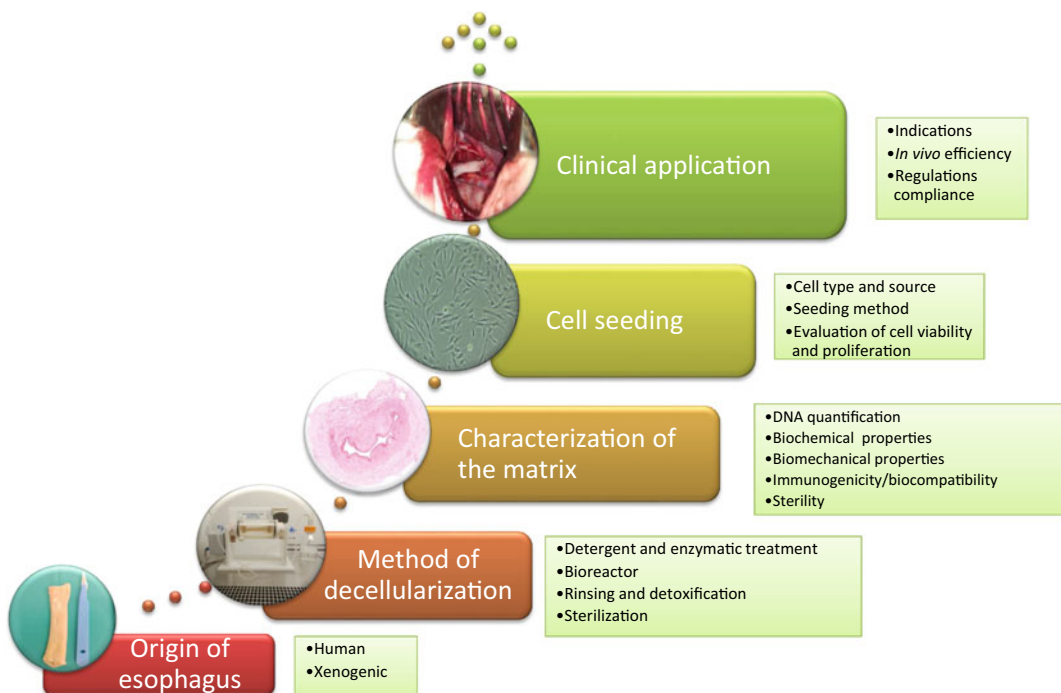 Clinical application
•Indications
•In vivo efficiency
•Regulations
compliance
Cell seeding
•Cell type and source
•Seeding method
•Evaluation of cell viability
and proliferation
Characterization of
the matrix
•DNA quantification
•Biochemical properties
•Biomechanical properties
•Immunogenicity/biocompatibility
•Sterility
Method of
decellularization
•Detergent and enzymatic treatment
•Bioreactor
•Rinsing and detoxification
•Sterilization
Origin of
esophagus
•Human
•Xenogenic